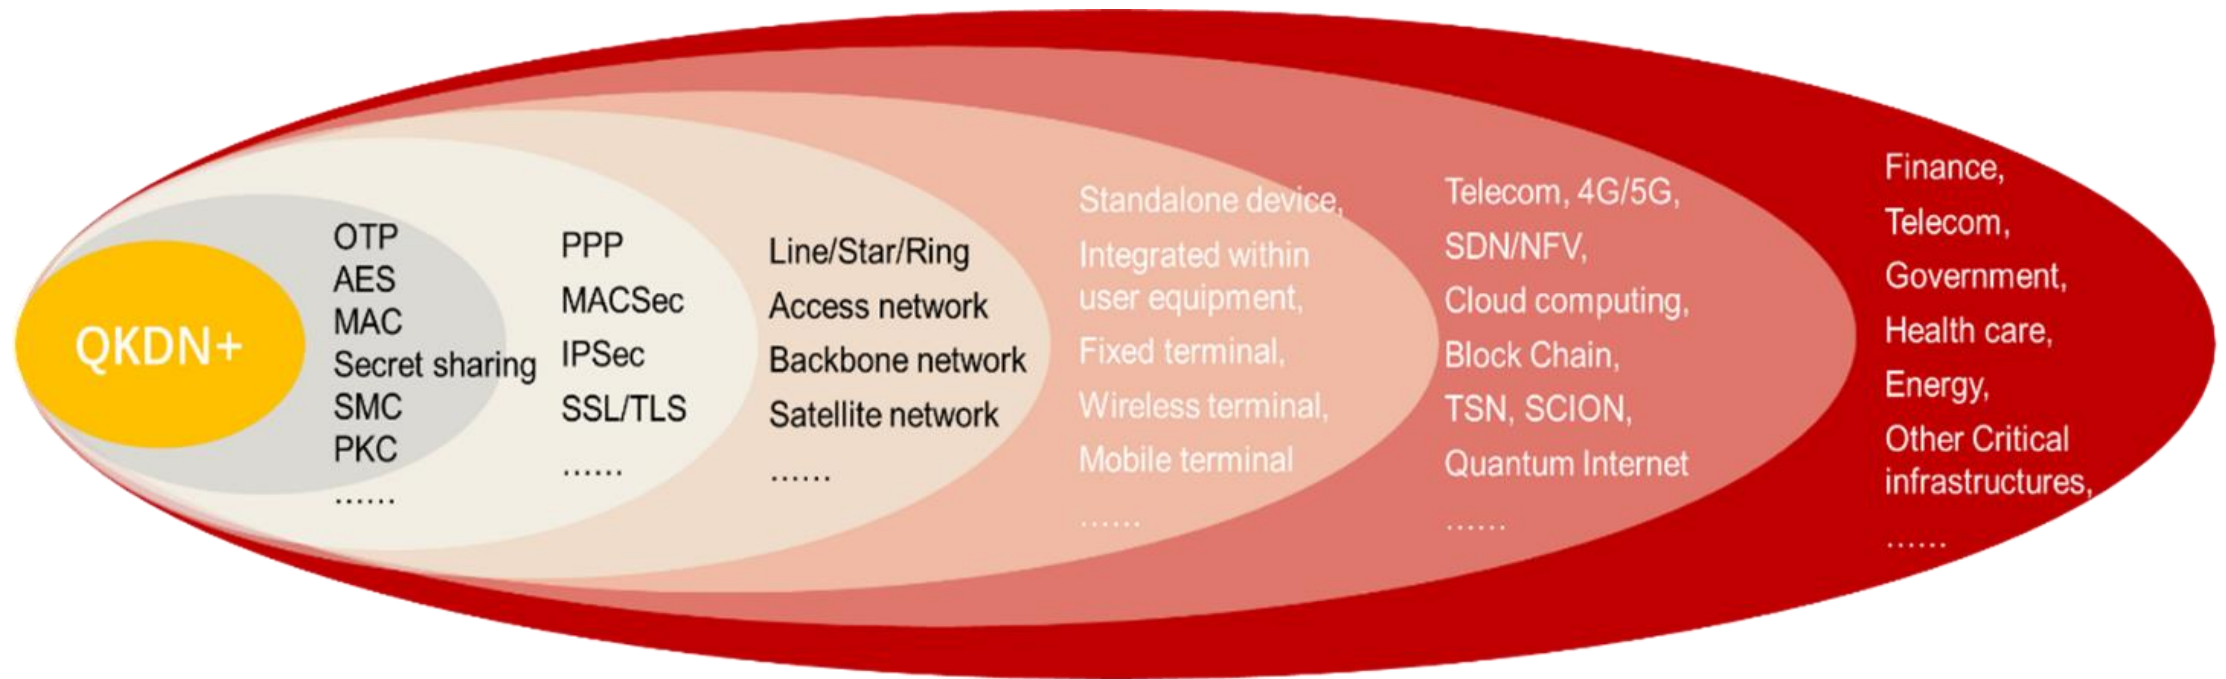 QKDN+
OTP
AES
MAC
Secret sharing
SMC
PKC
......
PPP
MACSec
IPSec
SSL/TLS
......
Line/Star/Ring
Access network
Backbone network
Satellite network
......
Standalone device,
Integrated within
user equipment,
Fixed terminal,
Wireless terminal,
Mobile terminal
......
Telecom, 4G/5G,
SDN/NFV,
Cloud computing,
Block Chain,
TSN, SCION,
Quantum Internet
......
Finance,
Telecom,
Government,
Health care,
Energy,
Other Critical
infrastructures,
......